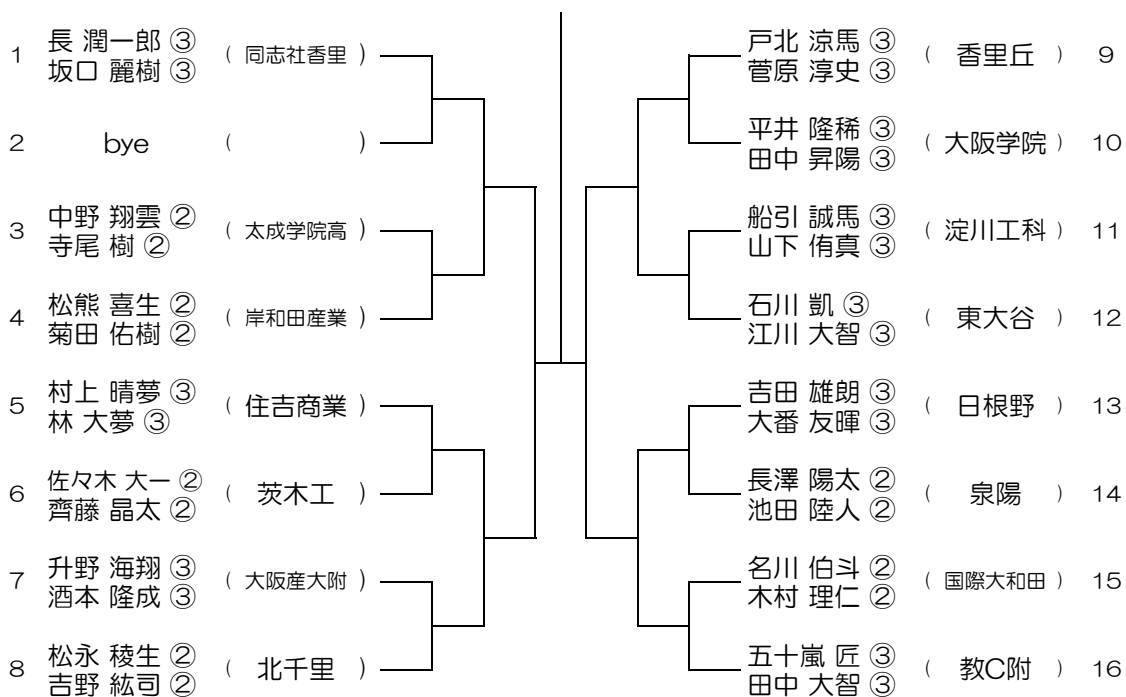 1 長 潤一郎 ③ ( 同志社香里 )
坂口 麗樹 ③
2 bye ( )
3 中野 翔雲 ② ( 太成学院高 )
寺尾 樹 ②
4 松熊 喜生 ② ( 岸和田産業 )
菊田 佑樹 ②
5 村上 晴夢 ③ ( 住吉商業 )
林 大夢 ③
6 佐々木 大一 ② ( 茨木工 )
齊藤 晶太 ②
7 升野 海翔 ③ ( 大阪産大附 )
酒本 隆成 ③
8 松永 稜生 ② ( 北千里 )
吉野 紘司 ②
戸北 涼馬 ③ ( 香里丘 ) 9
菅原 淳史 ③
平井 隆稀 ③ ( 大阪学院 ) 10
田中 昇陽 ③
船引 誠馬 ③ ( 淀川工科 ) 11
山下 侑真 ③
石川 凱 ③ ( 東大谷 ) 12
江川 大智 ③
吉田 雄朗 ③ ( 日根野 ) 13
大番 友暉 ③
長澤 陽太 ② ( 泉陽 ) 14
池田 陸人 ②
名川 伯斗 ② ( 国際大和田 ) 15
木村 理仁 ②
五十嵐 匠 ③ ( 教C附 ) 16
田中 大智 ③